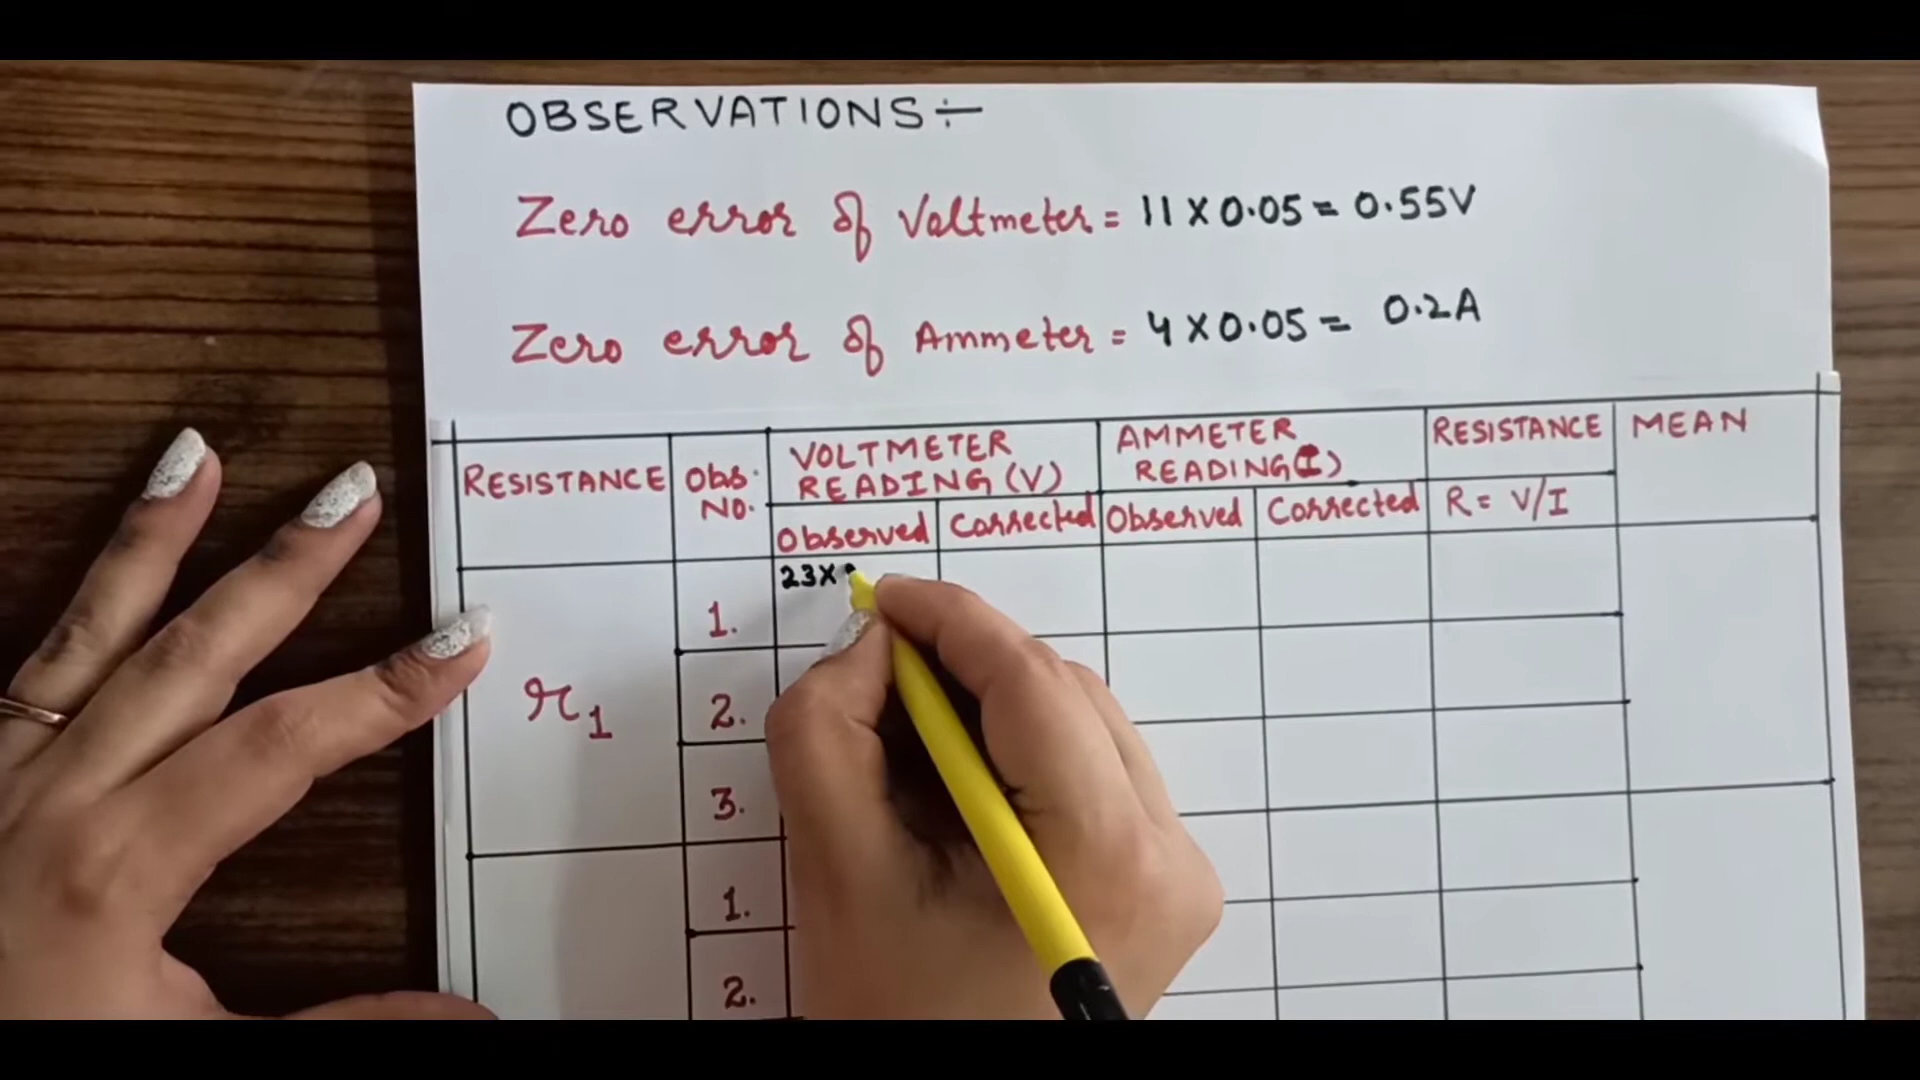 OBSERVATIONS ÷
Zero error of Voltmeter = 11 X 0.05 = 0.55V
Zero error of Ammeter = 4 X 0.05 = 0.2A
RESISTANCE
Obs. NO.
VOLTMETER
READING (V)
AMMETER
READING (I)
RESISTANCE
MEAN
Observed
Corrected
Observed
Corrected
R = V/I
23X
r1
1.
2.
3.
1.
2.